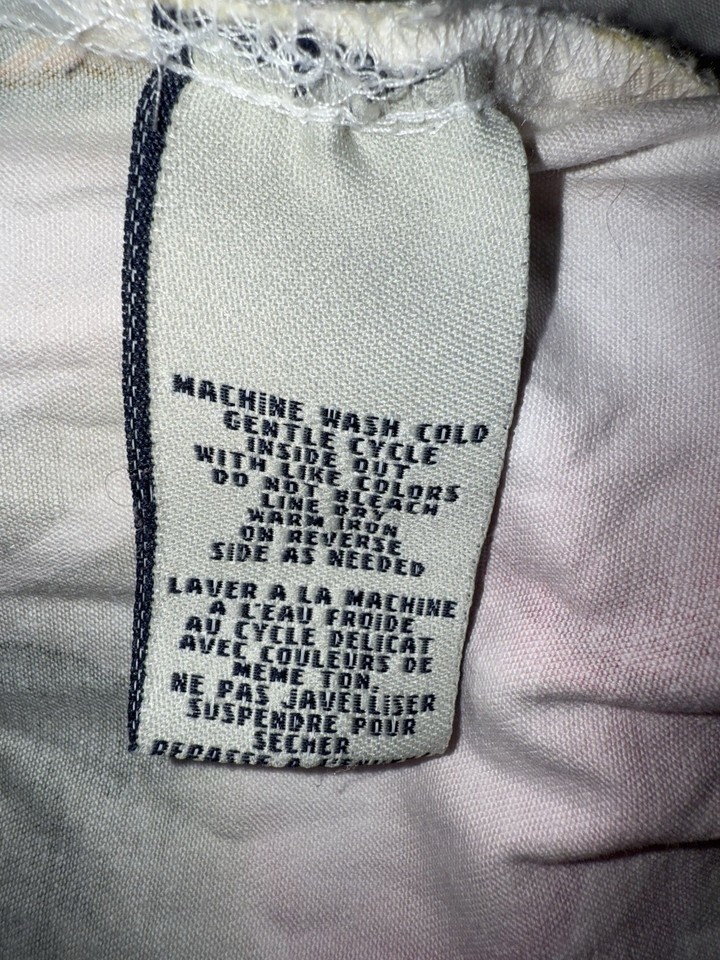 MACHINE WASH COLD
GENTLE CYCLE
INSIDE OUT
WITH LIKE COLORS
DO NOT BLEACH
LINE DRY
WARM IRON
ON REVERSE
SIDE AS NEEDED
LAVER A LA MACHINE
A L'EAU FROIDE
AU CYCLE DELICAT
AVEC COULEURS DE
MEME TON.
NE PAS JAVELLISER
SUSPENDRE POUR
SECHER